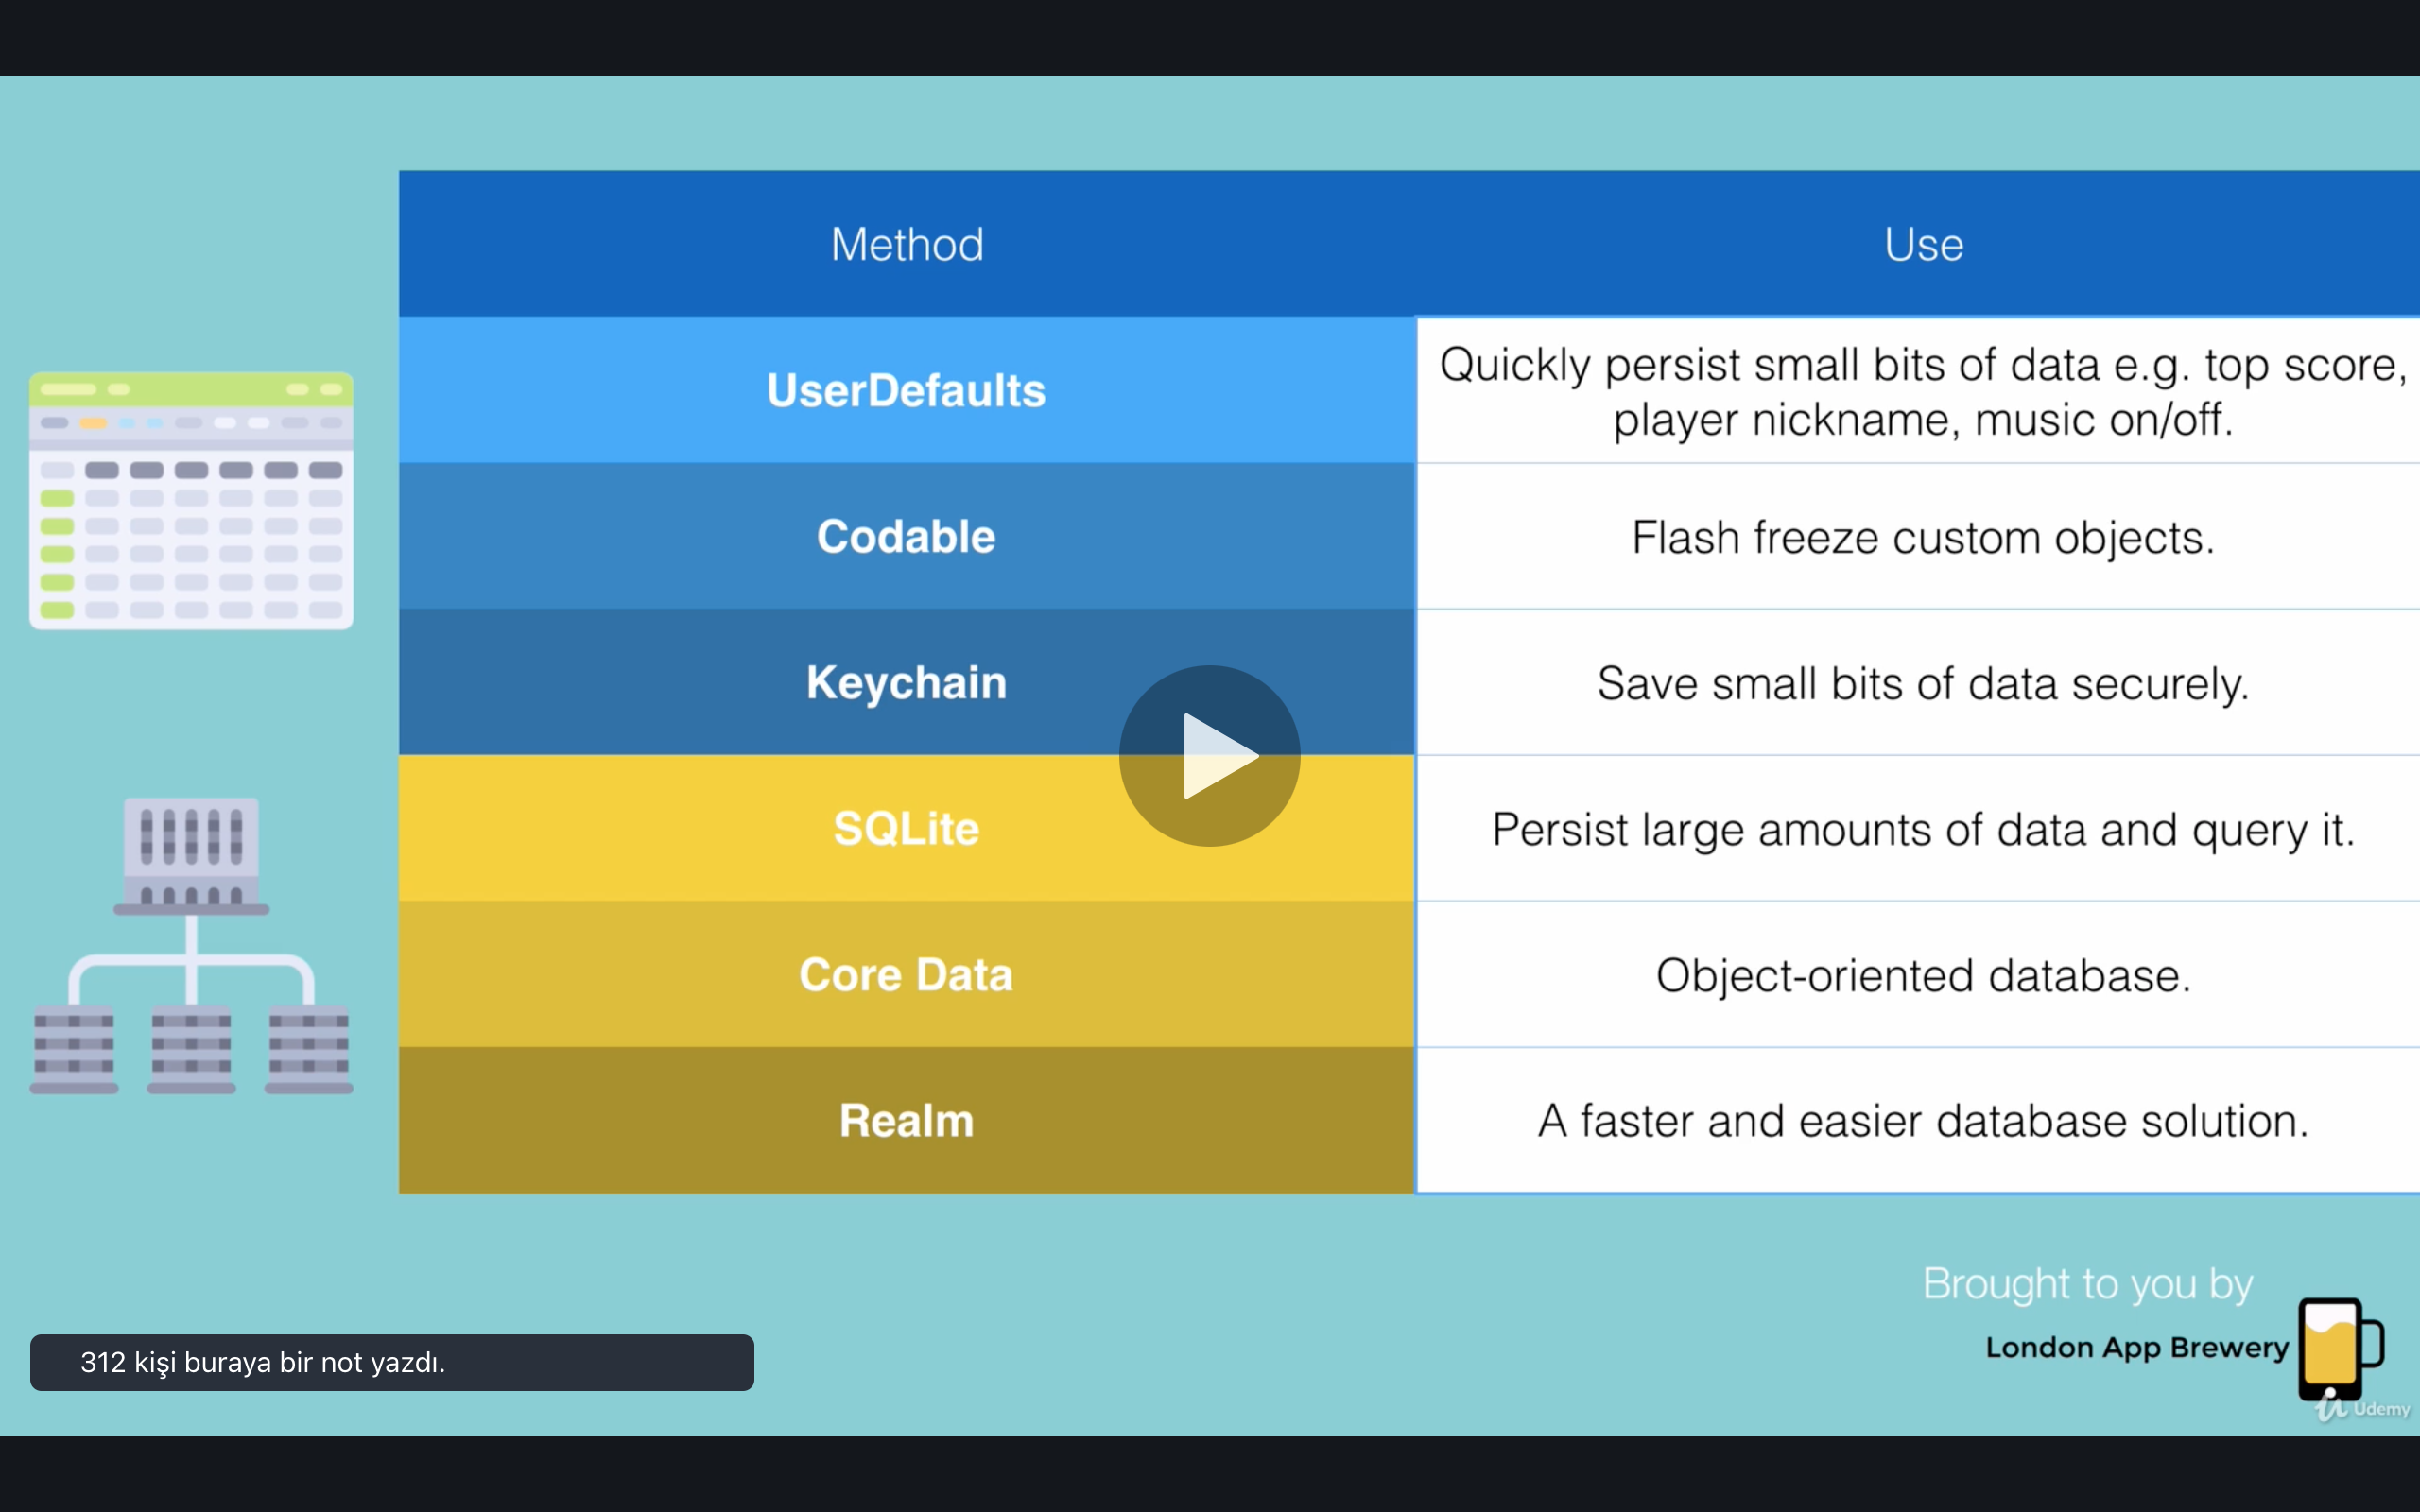 Method
Use
UserDefaults
Quickly persist small bits of data e.g. top score,
player nickname, music on/off.
Codable
Flash freeze custom objects.
Keychain
Save small bits of data securely.
SQLite
Persist large amounts of data and query it.
Core Data
Object-oriented database.
Realm
A faster and easier database solution.
Brought to you by
London App Brewery
312 kişi buraya bir not yazdı.
Udemy